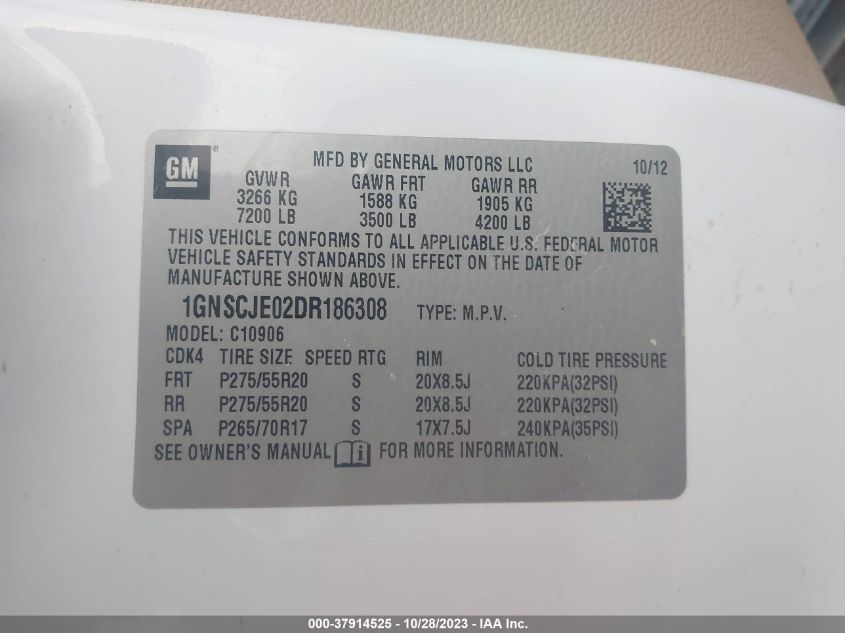 GM® MFD BY GENERAL MOTORS LLC 10/12
GVWR GAWR FRT GAWR RR
3266 KG 1588 KG 1905 KG
7200 LB 3500 LB 4200 LB
THIS VEHICLE CONFORMS TO ALL APPLICABLE U.S. FEDERAL MOTOR
VEHICLE SAFETY STANDARDS IN EFFECT ON THE DATE OF
MANUFACTURE SHOWN ABOVE.
1GNSCJE02DR186308 TYPE: M.P.V.
MODEL: C10906
CDK4 TIRE SIZE SPEED RTG RIM COLD TIRE PRESSURE
FRT P275/55R20 S 20X8.5J 220KPA(32PSI)
RR P275/55R20 S 20X8.5J 220KPA(32PSI)
SPA P265/70R17 S 17X7.5J 240KPA(35PSI)
SEE OWNER'S MANUAL i FOR MORE INFORMATION.
000-37914525 - 10/28/2023 - IAA Inc.